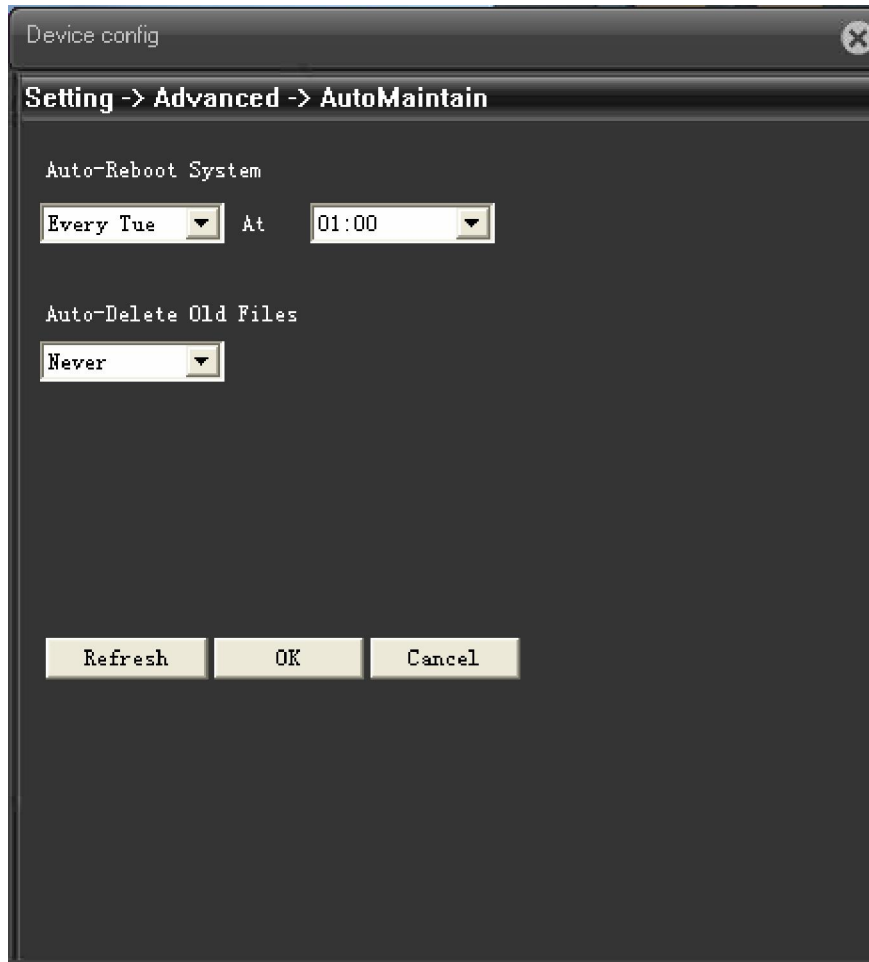 Device config
Setting -> Advanced -> AutoMaintain
Auto-Reboot System
Every Tue At 01:00
Auto-Delete Old Files
Never
Refresh OK Cancel